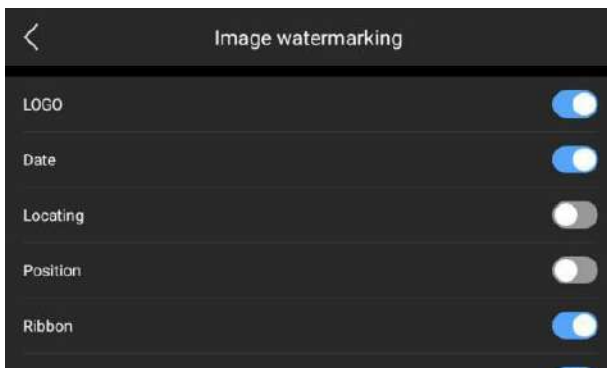 Image watermarking
LOGO
Date
Locating
Position
Ribbon